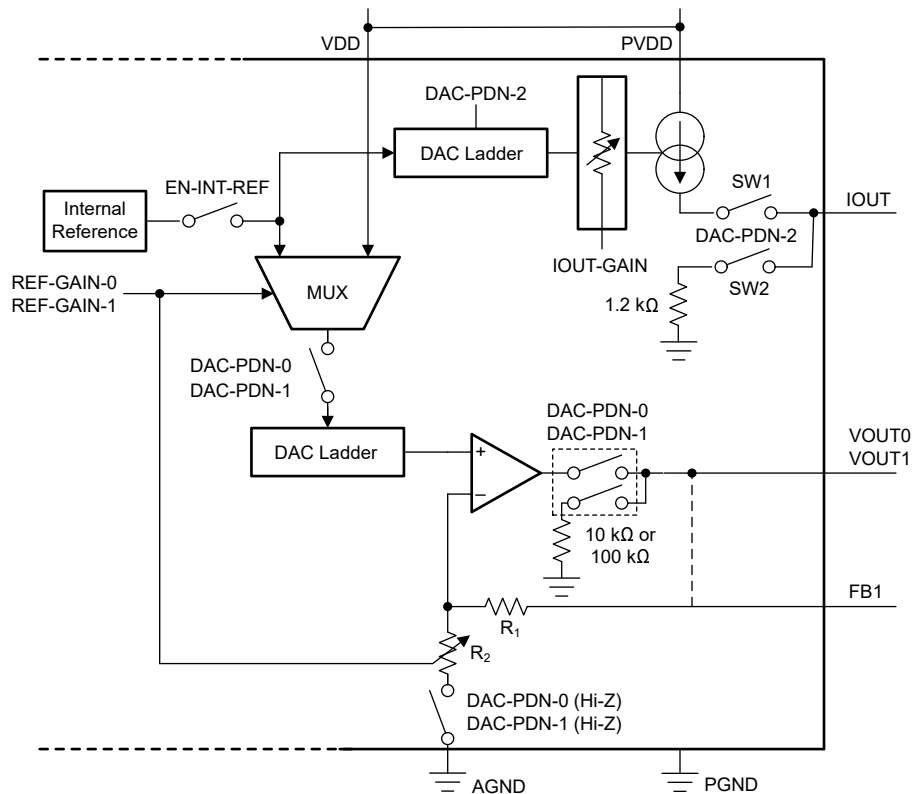 VDD
PVDD
DAC-PDN-2
DAC Ladder
EN-INT-REF
Internal
Reference
SW1
IOUT
DAC-PDN-2
SW2
IOUT-GAIN
1.2 kΩ
REF-GAIN-0
REF-GAIN-1
MUX
DAC-PDN-0
DAC-PDN-1
DAC Ladder
+
–
DAC-PDN-0
DAC-PDN-1
VOUT0
VOUT1
10 kΩ or
100 kΩ
FB1
R1
R2
DAC-PDN-0 (Hi-Z)
DAC-PDN-1 (Hi-Z)
AGND
PGND